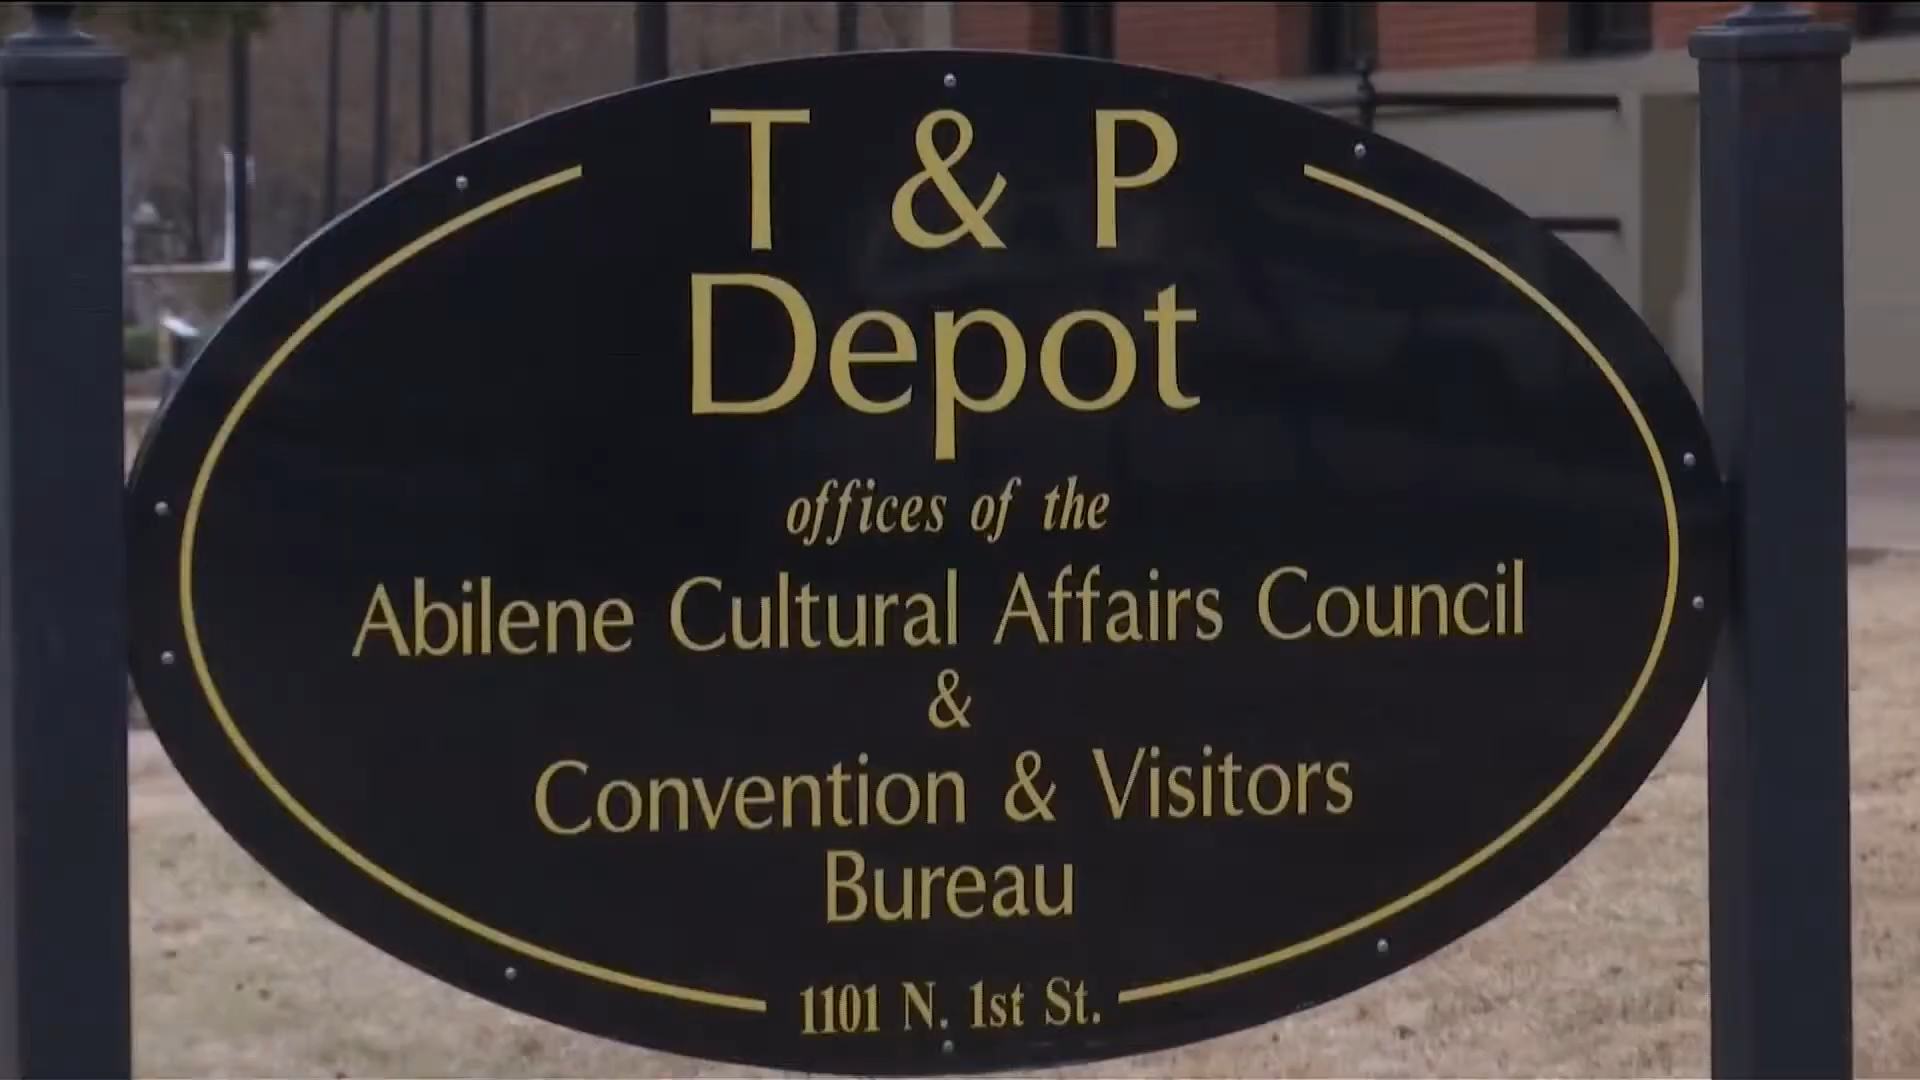 T & P
Depot
offices of the
Abilene Cultural Affairs Council
&
Convention & Visitors
Bureau
1101 N. 1st St.